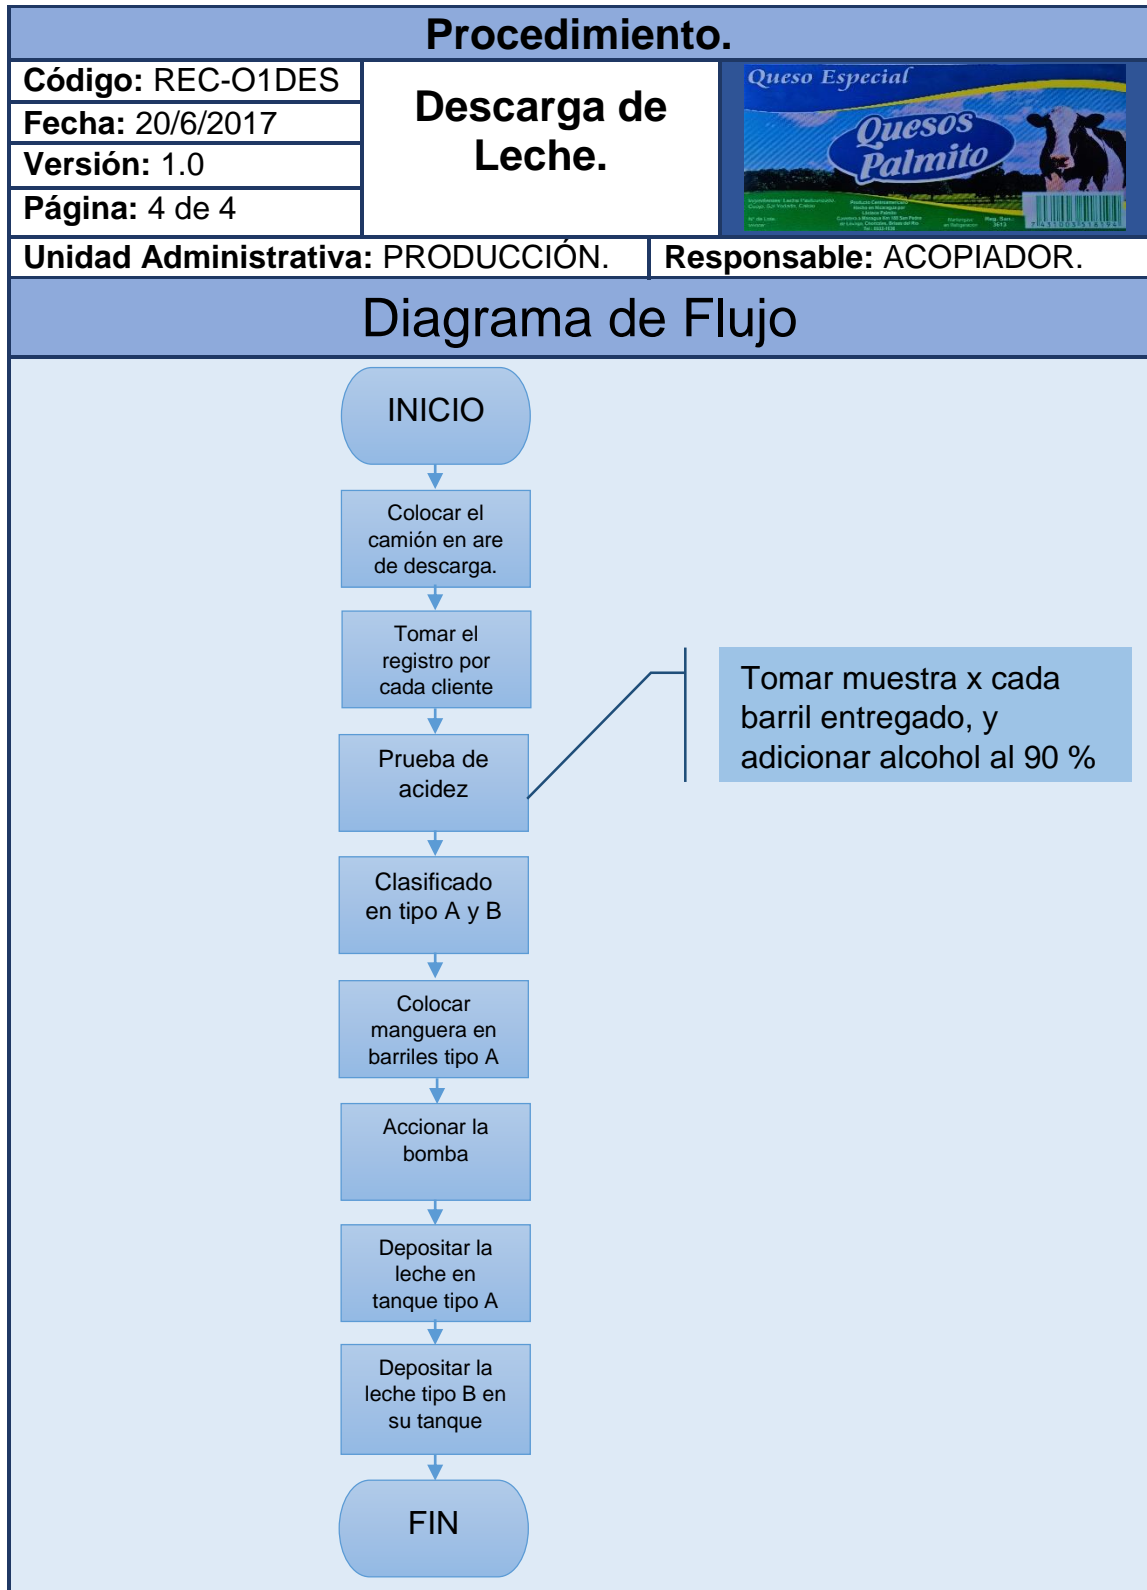 Procedimiento.
Código: REC-O1DES
Fecha: 20/6/2017
Versión: 1.0
Página: 4 de 4
Descarga de
Leche.
Queso Especial
Quesos
Palmito
Unidad Administrativa: PRODUCCIÓN.
Responsable: ACOPIADOR.
Diagrama de Flujo
INICIO
Colocar el
camión en are
de descarga.
Tomar el
registro por
cada cliente
Prueba de
acidez
Tomar muestra x cada
barril entregado, y
adicionar alcohol al 90 %
Clasificado
en tipo A y B
Colocar
manguera en
barriles tipo A
Accionar la
bomba
Depositar la
leche en
tanque tipo A
Depositar la
leche tipo B en
su tanque
FIN